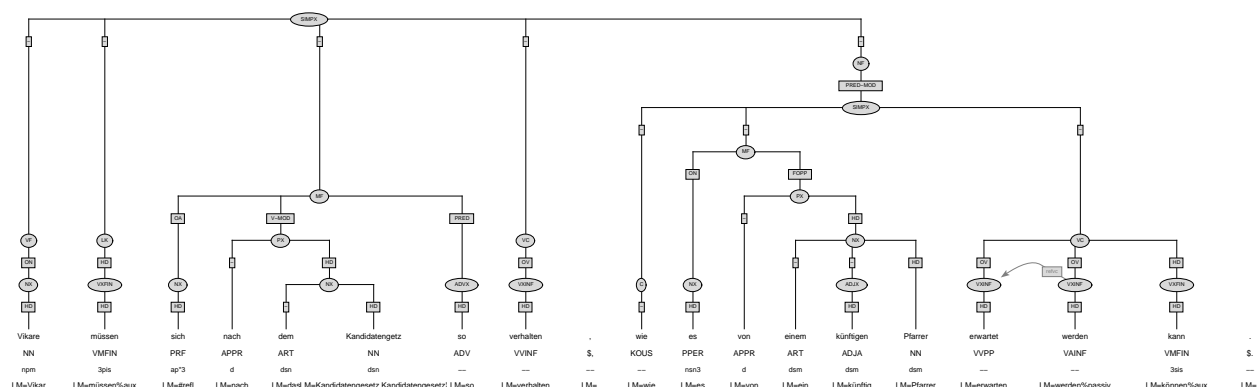 SIMPX
– – – – –
NF
PRED–MOD
SIMPX
– – –
MF
ON FOPP
MF PX
OA V–MOD PRED – HD
VF LK PX VC NX VC
ON HD – HD OV – – HD OV OV refvc HD
NX VXFIN NX NX ADVX VXINF C NX ADJX VXINF VXINF VXFIN
HD HD HD – HD HD HD – HD HD HD HD HD
Vikare müssen sich nach dem Kandidatengetz so verhalten , wie es von einem künftigen Pfarrer erwartet werden kann .
NN VMFIN PRF APPR ART NN ADV VVINF $, KOUS PPER APPR ART ADJA NN VVPP VAINF VMFIN $.
npm 3pis ap*3 d dsn dsn –– –– –– –– nsn3 d dsm dsm dsm –– –– 3sis ––